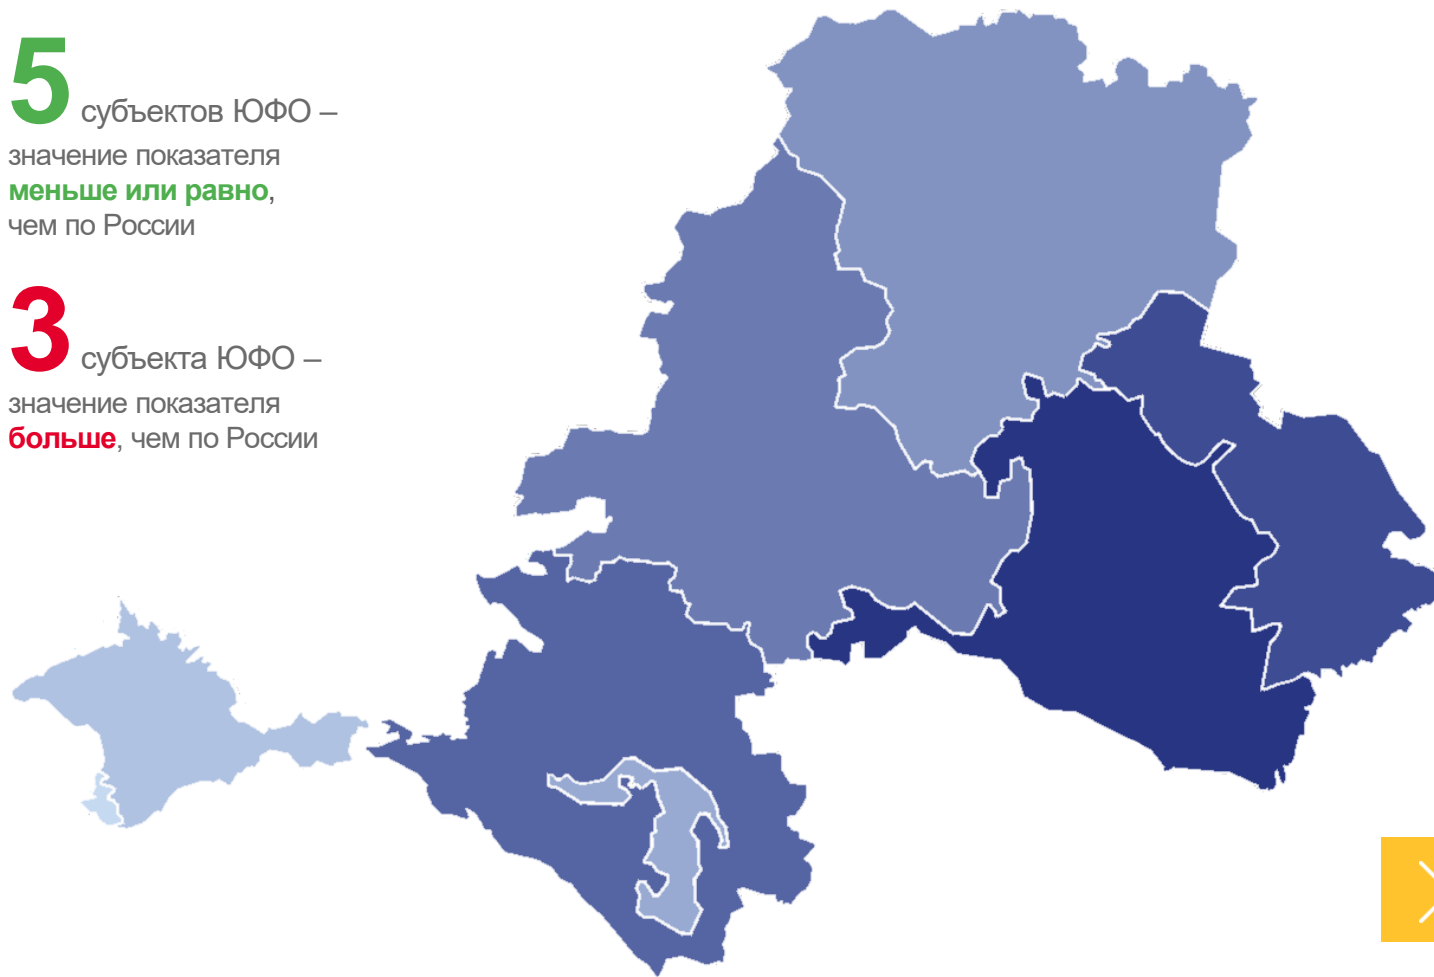 5 субъектов ЮФО –
значение показателя
меньше или равно,
чем по России
3 субъекта ЮФО –
значение показателя
больше, чем по России